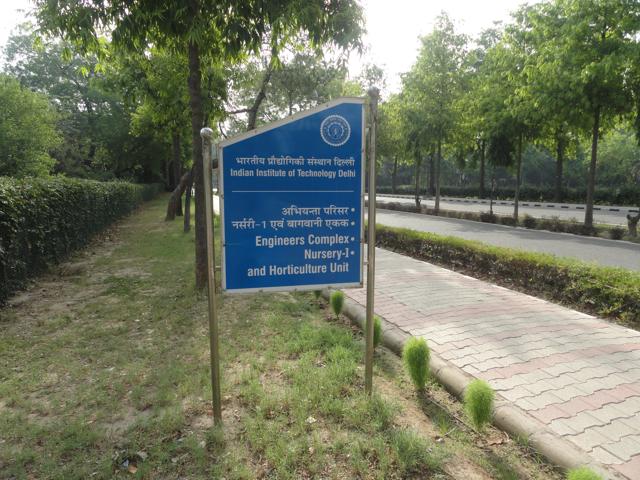 भारतीय प्रौद्योगिकी संस्थान दिल्ली
Indian Institute of Technology Delhi
अभियन्ता परिसर •
नर्सरी-1 एवं बागवानी एकक •
Engineers Complex •
Nursery-I •
and Horticulture Unit